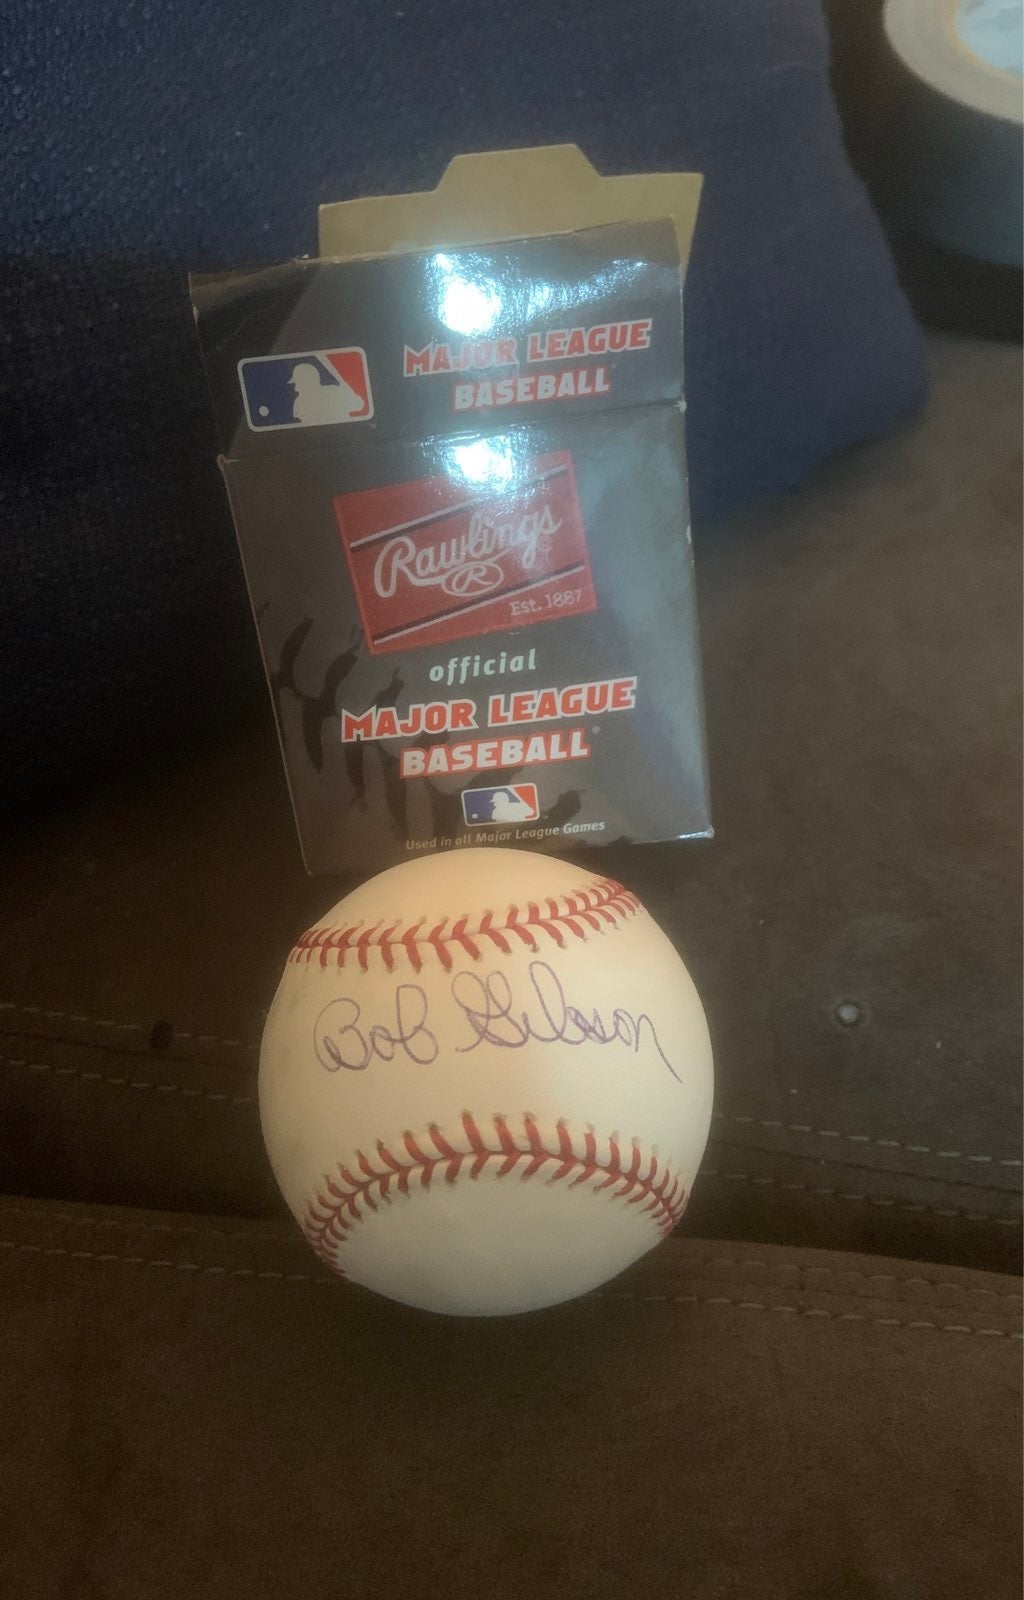 MAJOR LEAGUE
BASEBALL
Rawlings
R
Est. 1887
official
MAJOR LEAGUE
BASEBALL®
Used in all Major League Games
Bob Gibson